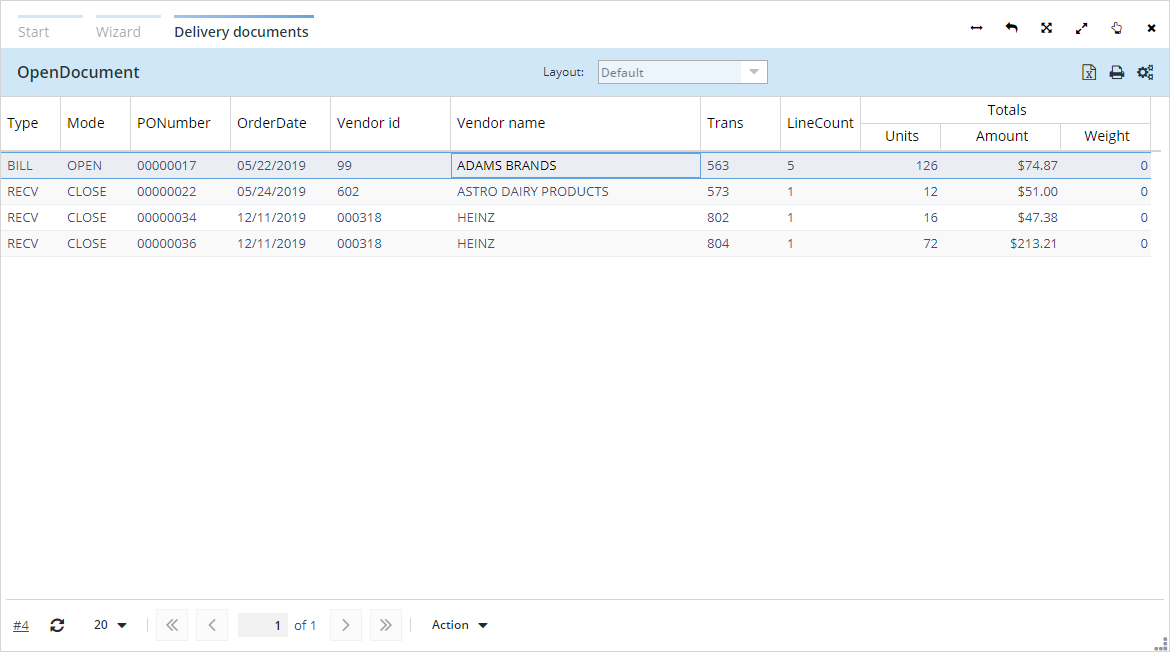 Start Wizard Delivery documents
OpenDocument Layout: Default
Totals
Type Mode PONumber OrderDate Vendor id Vendor name Trans LineCount
Units Amount Weight
BILL OPEN 00000017 05/22/2019 99 ADAMS BRANDS 563 5 126 $74.87 0
RECV CLOSE 00000022 05/24/2019 602 ASTRO DAIRY PRODUCTS 573 1 12 $51.00 0
RECV CLOSE 00000034 12/11/2019 000318 HEINZ 802 1 16 $47.38 0
RECV CLOSE 00000036 12/11/2019 000318 HEINZ 804 1 72 $213.21 0
#4 20 1 of 1 Action